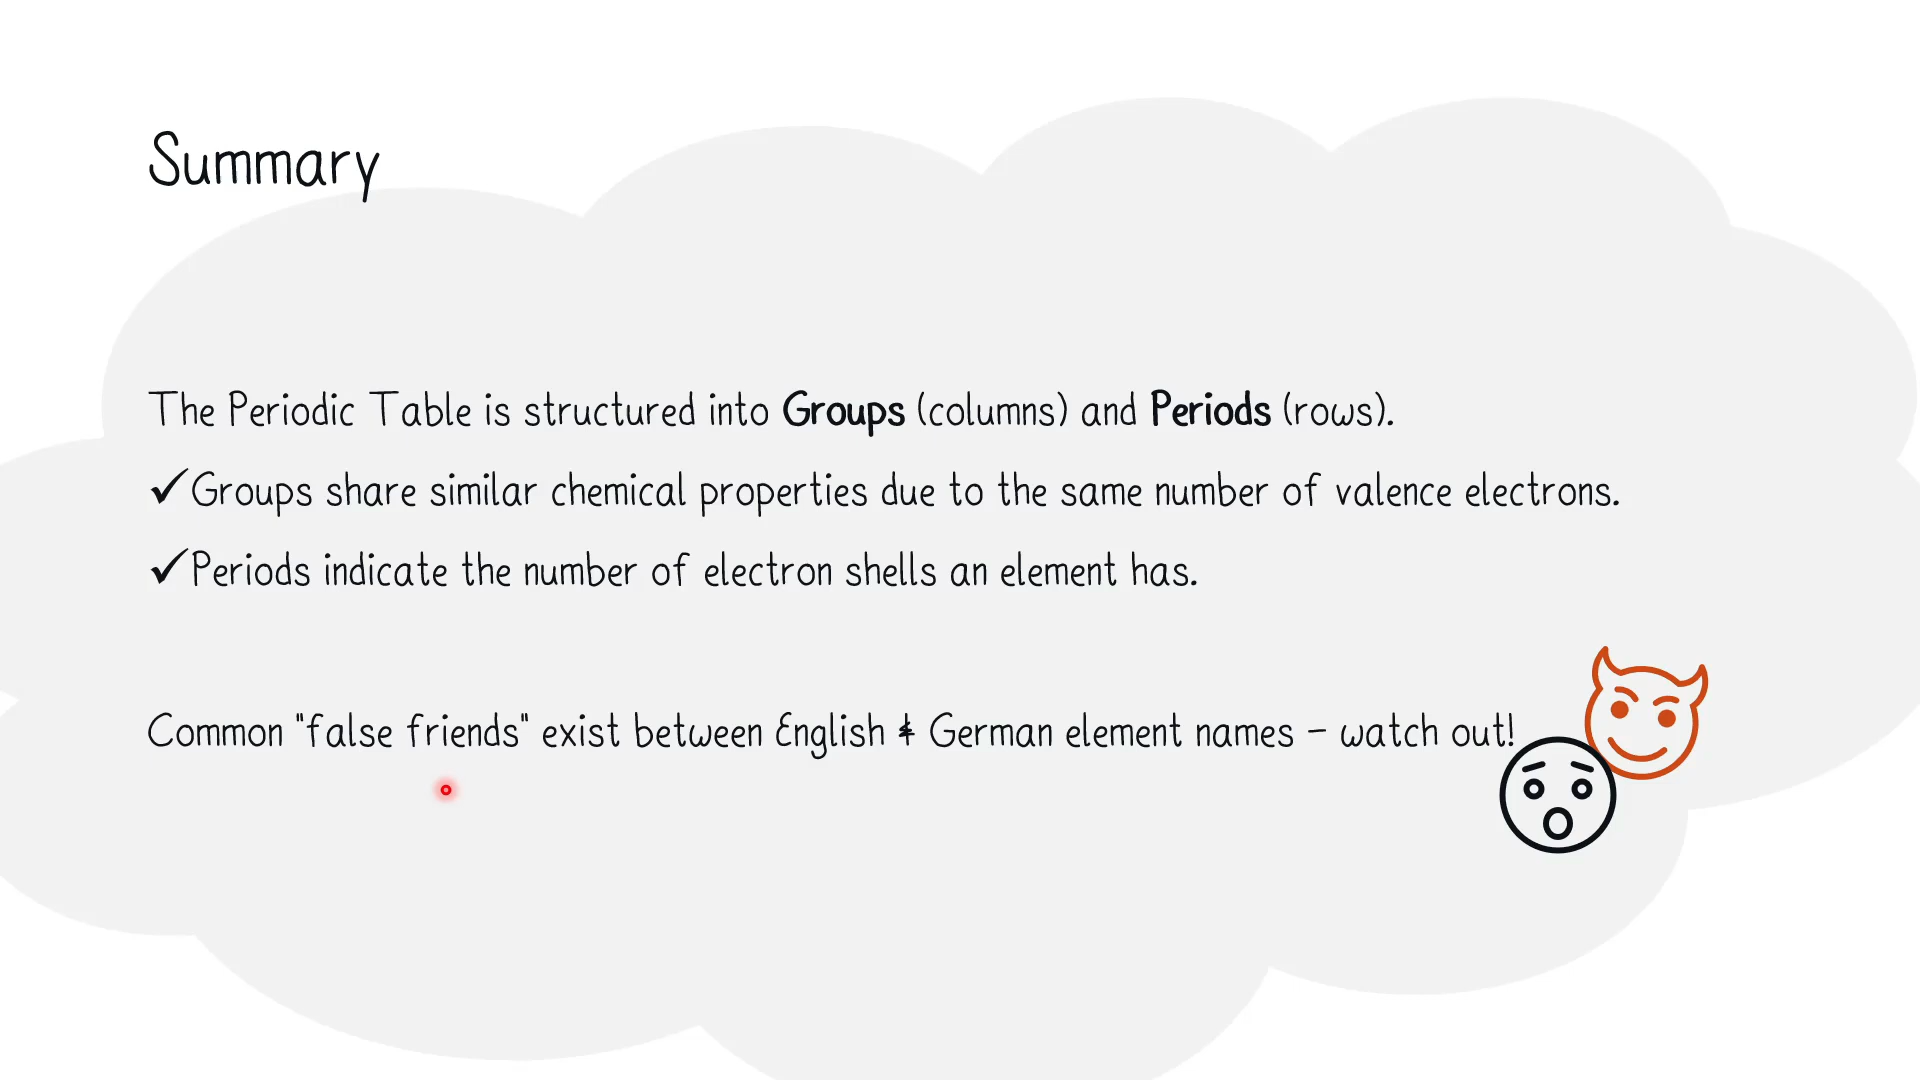 Summary
The Periodic Table is structured into Groups (columns) and Periods (rows).
✓Groups share similar chemical properties due to the same number of valence electrons.
✓Periods indicate the number of electron shells an element has.
Common "false friends" exist between English & German element names – watch out!